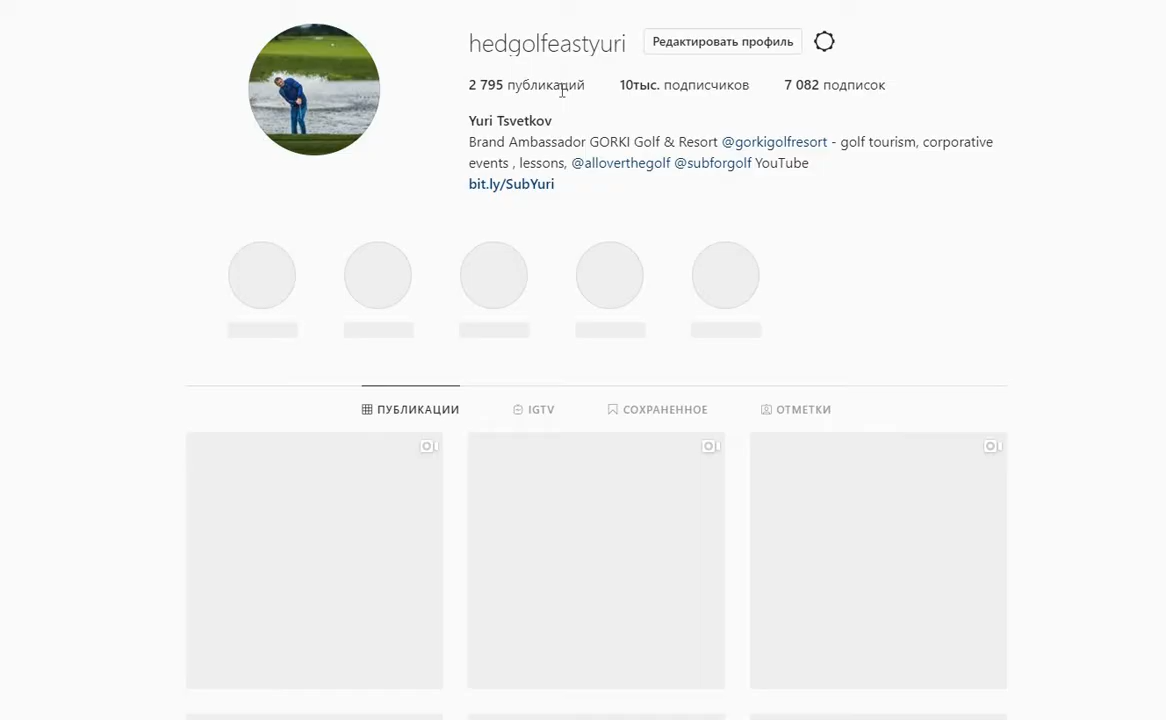 hedgolfeastyuri Редактировать профиль
2 795 публикаций 10тыс. подписчиков 7 082 подписок
Yuri Tsvetkov
Brand Ambassador GORKI Golf & Resort @gorkigolfresort - golf tourism, corporative
events , lessons, @alloverthegolf @subforgolf YouTube
bit.ly/SubYuri
ПУБЛИКАЦИИ IGTV СОХРАНЕННОЕ ОТМЕТКИ